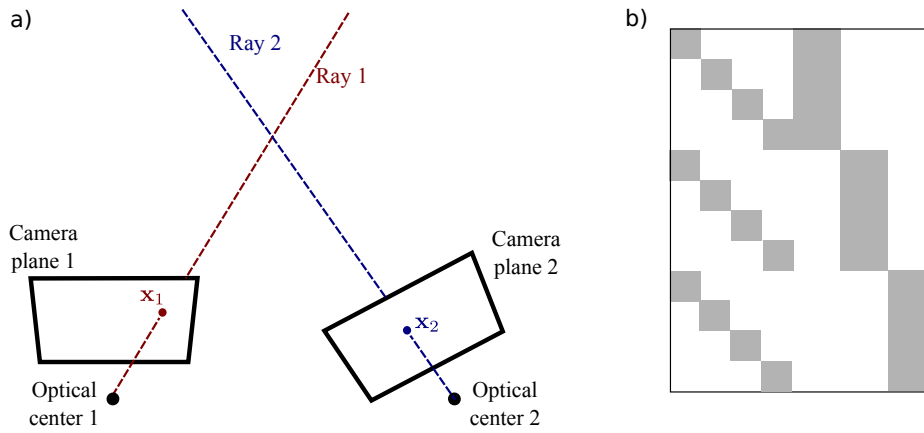 a)
b)
Ray 2
Ray 1
Camera
plane 1
Camera
plane 2
x₁
x₂
Optical
center 1
Optical
center 2